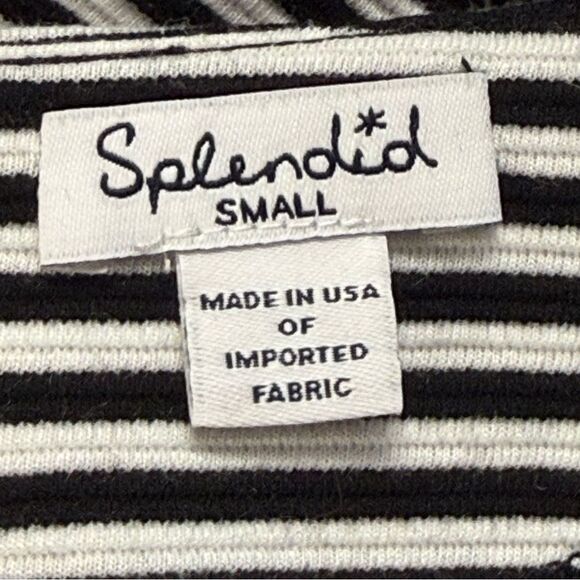 Splendid
SMALL
MADE IN USA
OF
IMPORTED
FABRIC